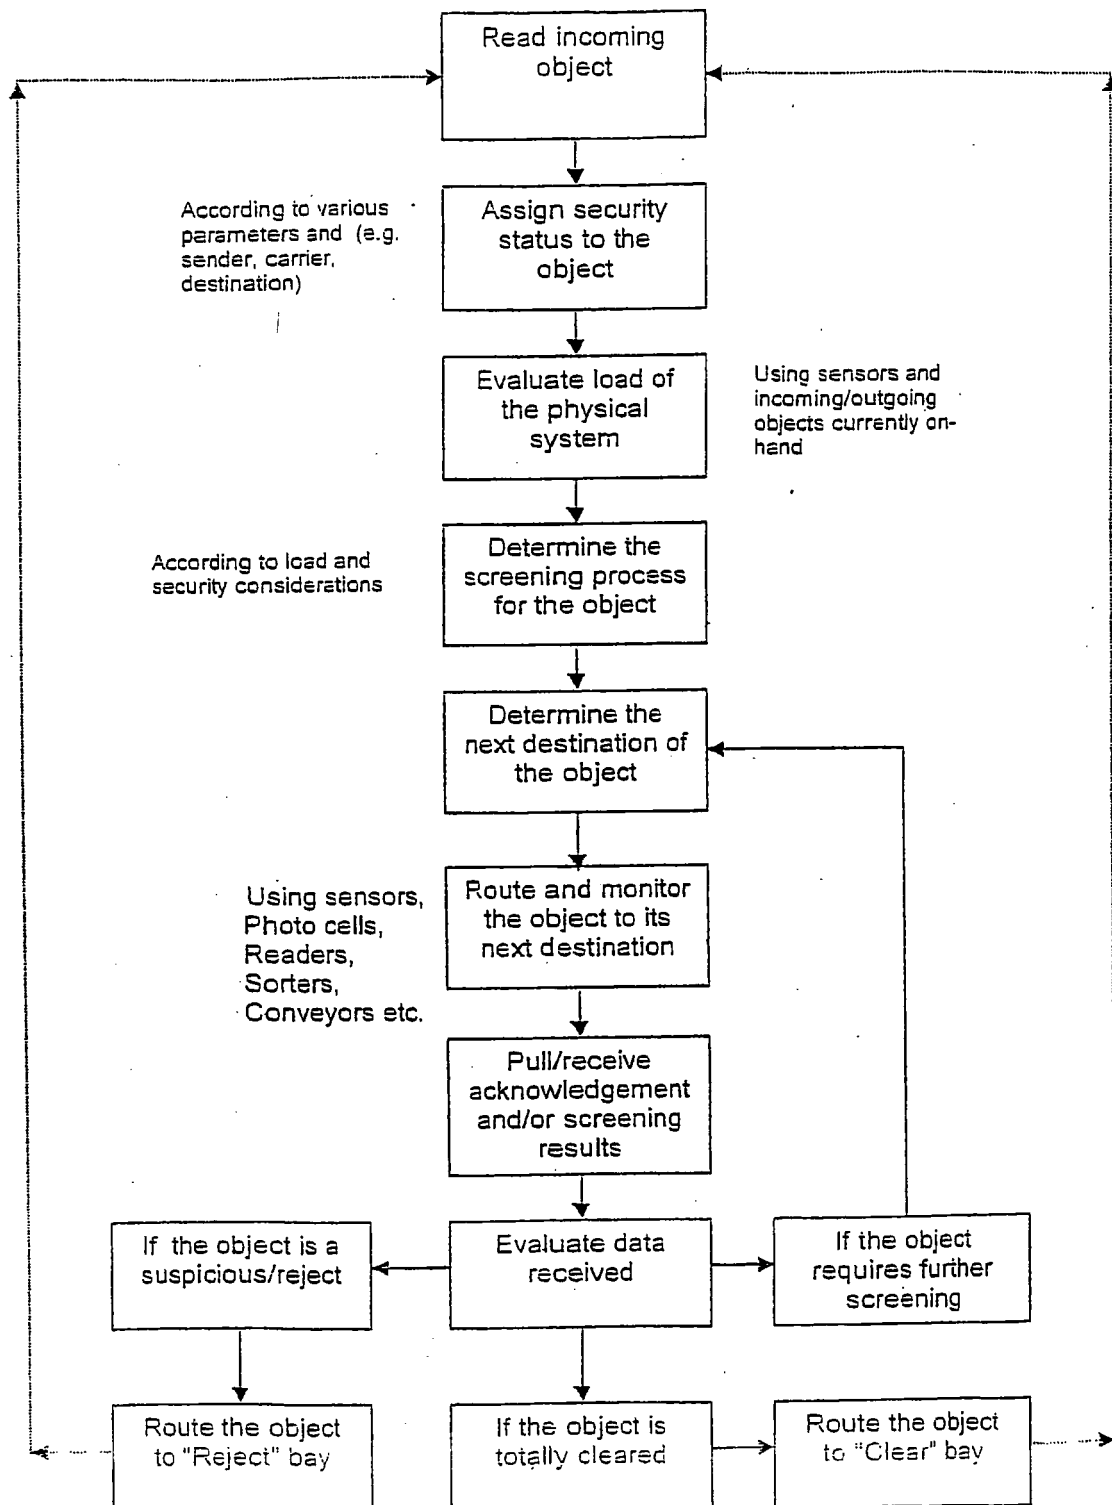 Read incoming
object
According to various
parameters and (e.g.
sender, carrier,
destination)
Assign security
status to the
object
Evaluate load of
the physical
system
Using sensors and
incoming/outgoing
objects currently on-
hand
According to load and
security considerations
Determine the
screening process
for the object
Determine the
next destination of
the object
Using sensors,
Photo cells,
Readers,
Sorters,
Conveyors etc.
Route and monitor
the object to its
next destination
Pull/receive
acknowledgement
and/or screening
results
If the object is a
suspicious/reject
Evaluate data
received
If the object
requires further
screening
Route the object
to "Reject" bay
If the object is
totally cleared
Route the object
to "Clear" bay